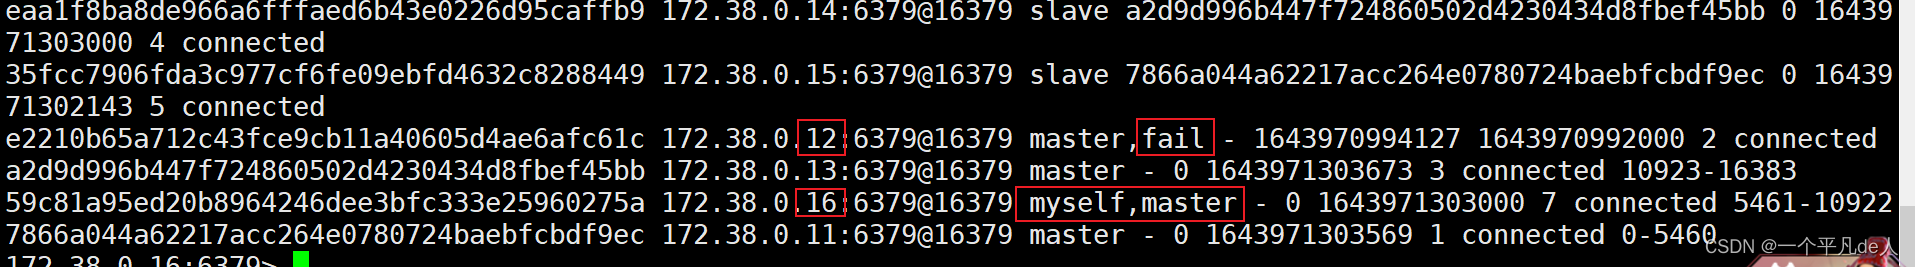 eaa1f8ba8de966a6fffaed6b43e0226d95caffb9 172.38.0.14:6379@16379 slave a2d9d996b447f724860502d4230434d8fbef45bb 0 16439
71303000 4 connected
35fcc7906fda3c977cf6fe09ebfd4632c8288449 172.38.0.15:6379@16379 slave 7866a044a62217acc264e0780724baebfcbdf9ec 0 16439
71302143 5 connected
e2210b65a712c43fce9cb11a40605d4ae6afc61c 172.38.0.12:6379@16379 master,fail - 1643970994127 1643970992000 2 connected
a2d9d996b447f724860502d4230434d8fbef45bb 172.38.0.13:6379@16379 master - 0 1643971303673 3 connected 10923-16383
59c81a95ed20b8964246dee3bfc333e25960275a 172.38.0.16:6379@16379 myself,master - 0 1643971303000 7 connected 5461-10922
7866a044a62217acc264e0780724baebfcbdf9ec 172.38.0.11:6379@16379 master - 0 1643971303569 1 connected 0-5460
CSDN @一个平凡de人
172.38.0.16:6379>